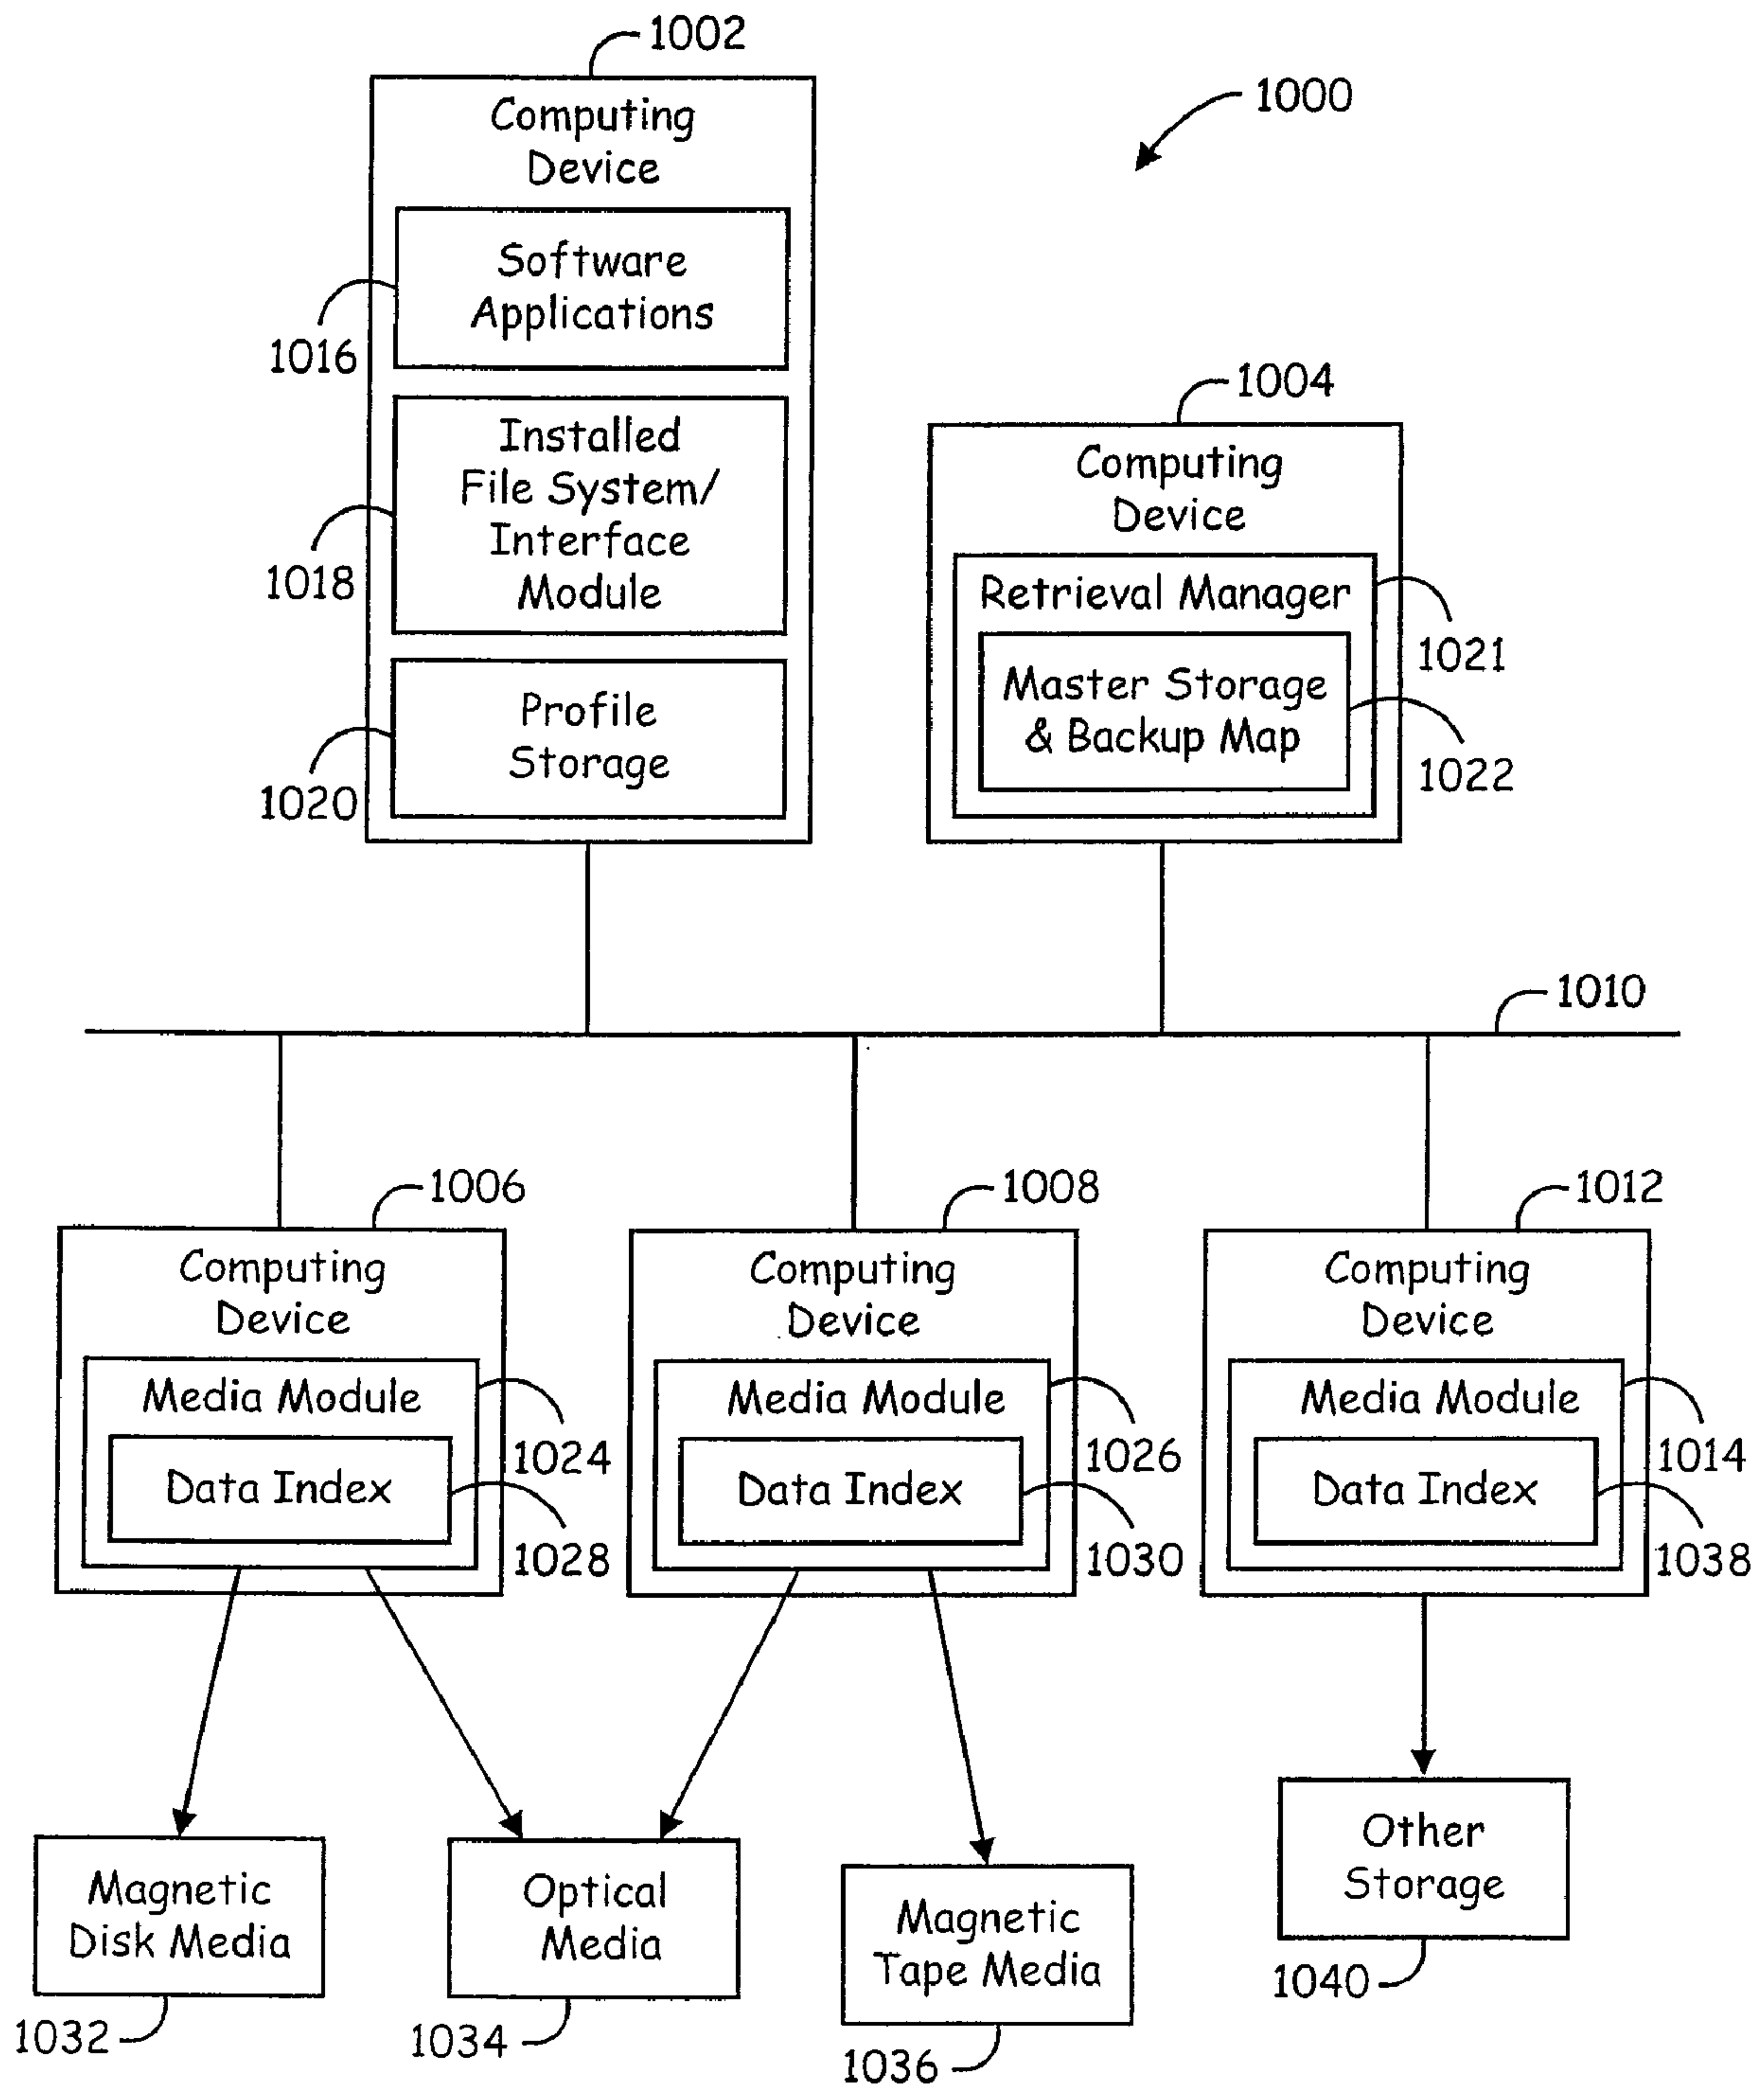 1002
1000
Computing
Device
Software
Applications
1016
Installed
File System/
Interface
Module
1018
Profile
Storage
1020
1004
Computing
Device
Retrieval Manager
1021
Master Storage
& Backup Map
1022
1010
1006
Computing
Device
Media Module
1024
Data Index
1028
1008
Computing
Device
Media Module
1026
Data Index
1030
1012
Computing
Device
Media Module
1014
Data Index
1038
Magnetic
Disk Media
1032
Optical
Media
1034
Magnetic
Tape Media
1036
Other
Storage
1040